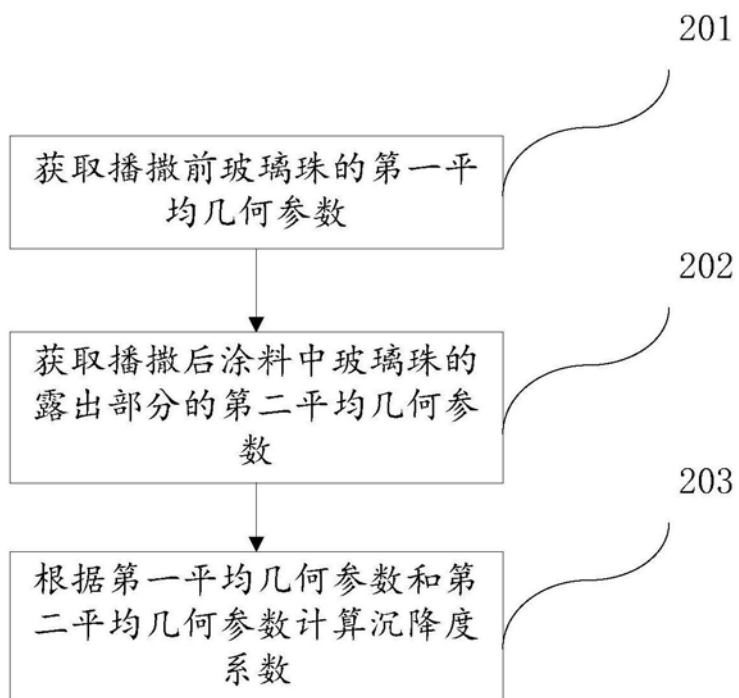 201
获取播撒前玻璃珠的第一平
均几何参数
202
获取播撒后涂料中玻璃珠的
露出部分的第二平均几何参
数
203
根据第一平均几何参数和第
二平均几何参数计算沉降度
系数